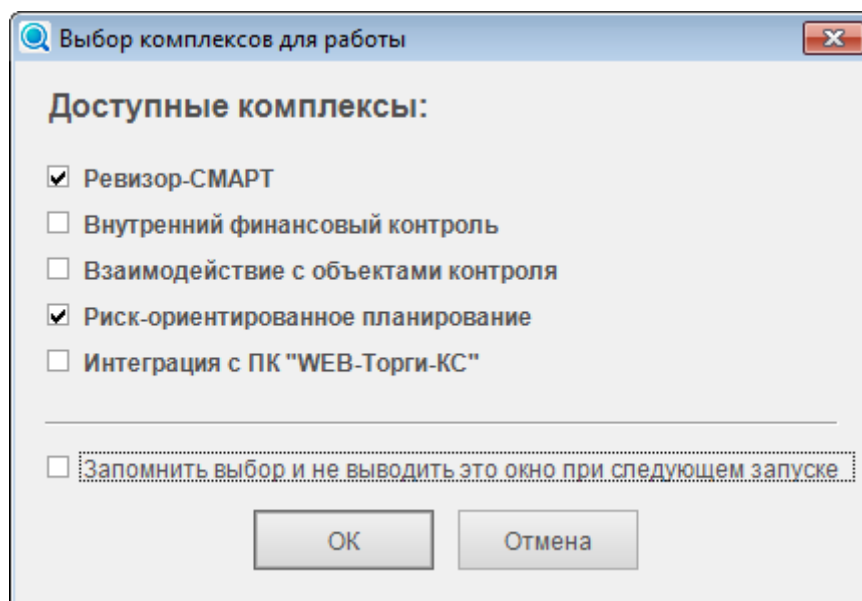 Выбор комплексов для работы
Доступные комплексы:
Ревизор-СМАРТ
Внутренний финансовый контроль
Взаимодействие с объектами контроля
Риск-ориентированное планирование
Интеграция с ПК "WEB-Торги-КС"
Запомнить выбор и не выводить это окно при следующем запуске
ОК
Отмена